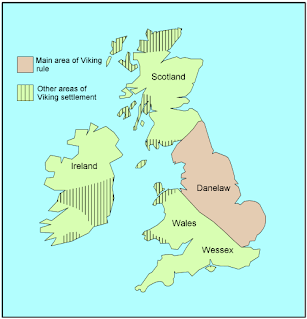 Main area of Viking
rule
Other areas of
Viking settlement
Scotland
Ireland
Danelaw
Wales
Wessex